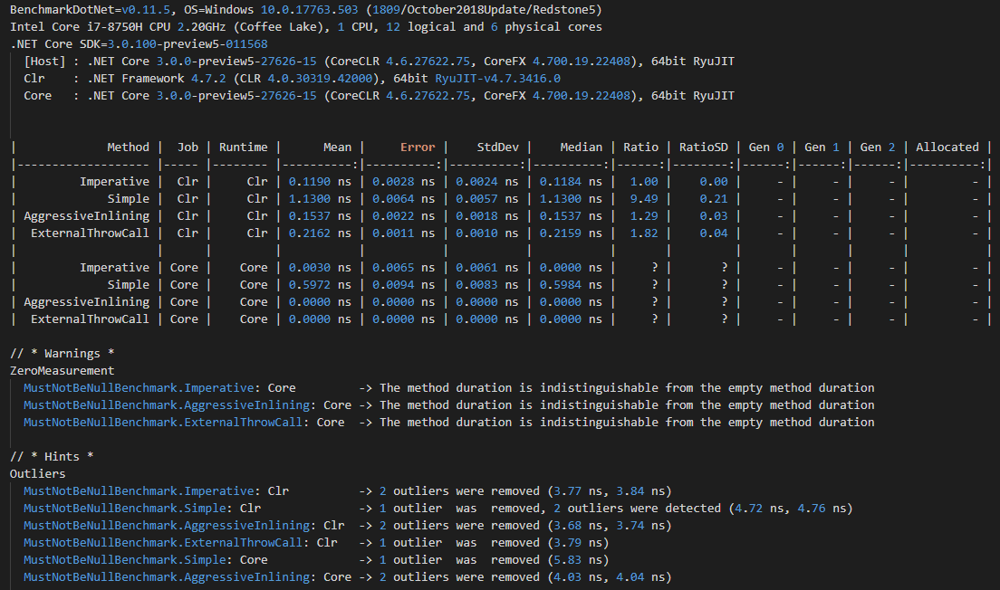 BenchmarkDotNet=v0.11.5, OS=Windows 10.0.17763.503 (1809/October2018Update/Redstone5)
Intel Core i7-8750H CPU 2.20GHz (Coffee Lake), 1 CPU, 12 logical and 6 physical cores
.NET Core SDK=3.0.100-preview5-011568
  [Host] : .NET Core 3.0.0-preview5-27626-15 (CoreCLR 4.6.27622.75, CoreFX 4.700.19.22408), 64bit RyuJIT
  Clr    : .NET Framework 4.7.2 (CLR 4.0.30319.42000), 64bit RyuJIT-v4.7.3416.0
  Core   : .NET Core 3.0.0-preview5-27626-15 (CoreCLR 4.6.27622.75, CoreFX 4.700.19.22408), 64bit RyuJIT
|             Method |  Job | Runtime |      Mean |     Error |    StdDev |    Median | Ratio | RatioSD | Gen 0 | Gen 1 | Gen 2 | Allocated |
|------------------- |----- |-------- |----------:|----------:|----------:|----------:|------:|--------:|------:|------:|------:|----------:|
|         Imperative |  Clr |     Clr | 0.1190 ns | 0.0028 ns | 0.0024 ns | 0.1184 ns |  1.00 |    0.00 |     - |     - |     - |         - |
|             Simple |  Clr |     Clr | 1.1300 ns | 0.0064 ns | 0.0057 ns | 1.1300 ns |  9.49 |    0.21 |     - |     - |     - |         - |
| AggressiveInlining |  Clr |     Clr | 0.1537 ns | 0.0022 ns | 0.0018 ns | 0.1537 ns |  1.29 |    0.03 |     - |     - |     - |         - |
|  ExternalThrowCall |  Clr |     Clr | 0.2162 ns | 0.0011 ns | 0.0010 ns | 0.2159 ns |  1.82 |    0.04 |     - |     - |     - |         - |
|                    |      |         |           |           |           |           |       |         |       |       |       |           |
|         Imperative | Core |    Core | 0.0030 ns | 0.0065 ns | 0.0061 ns | 0.0000 ns |     ? |       ? |     - |     - |     - |         - |
|             Simple | Core |    Core | 0.5972 ns | 0.0094 ns | 0.0083 ns | 0.5984 ns |     ? |       ? |     - |     - |     - |         - |
| AggressiveInlining | Core |    Core | 0.0000 ns | 0.0000 ns | 0.0000 ns | 0.0000 ns |     ? |       ? |     - |     - |     - |         - |
|  ExternalThrowCall | Core |    Core | 0.0000 ns | 0.0000 ns | 0.0000 ns | 0.0000 ns |     ? |       ? |     - |     - |     - |         - |
// * Warnings *
ZeroMeasurement
  MustNotBeNullBenchmark.Imperative: Core         -> The method duration is indistinguishable from the empty method duration
  MustNotBeNullBenchmark.AggressiveInlining: Core -> The method duration is indistinguishable from the empty method duration
  MustNotBeNullBenchmark.ExternalThrowCall: Core  -> The method duration is indistinguishable from the empty method duration
// * Hints *
Outliers
  MustNotBeNullBenchmark.Imperative: Clr          -> 2 outliers were removed (3.77 ns, 3.84 ns)
  MustNotBeNullBenchmark.Simple: Clr              -> 1 outlier  was  removed, 2 outliers were detected (4.72 ns, 4.76 ns)
  MustNotBeNullBenchmark.AggressiveInlining: Clr  -> 2 outliers were removed (3.68 ns, 3.74 ns)
  MustNotBeNullBenchmark.ExternalThrowCall: Clr   -> 1 outlier  was  removed (3.79 ns)
  MustNotBeNullBenchmark.Simple: Core             -> 1 outlier  was  removed (5.83 ns)
  MustNotBeNullBenchmark.AggressiveInlining: Core -> 2 outliers were removed (4.03 ns, 4.04 ns)